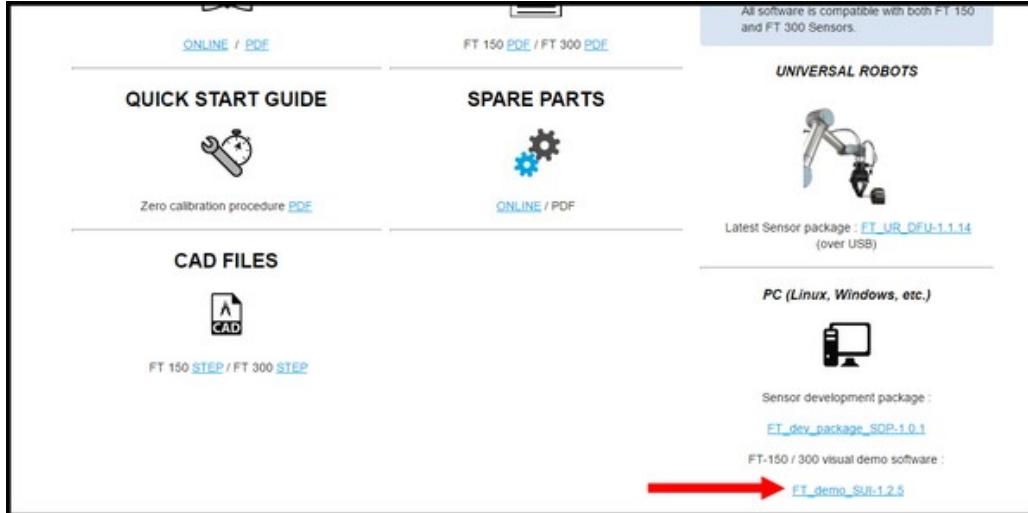 ONLINE / PDF
FT 150 PDF / FT 300 PDF
QUICK START GUIDE
Zero calibration procedure PDF
SPARE PARTS
ONLINE / PDF
CAD FILES
CAD
FT 150 STEP / FT 300 STEP
All software is compatible with both FT 150
and FT 300 Sensors.
UNIVERSAL ROBOTS
Latest Sensor package : FT_UR_DFU-1.1.14
(over USB)
PC (Linux, Windows, etc.)
Sensor development package :
FT_dev_package_SDP-1.0.1
FT-150 / 300 visual demo software :
FT_demo_SUI-1.2.5